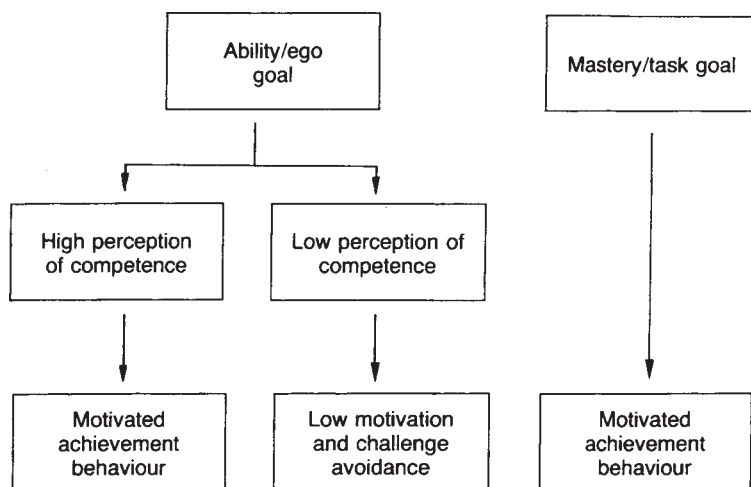 Ability/ego
goal
Mastery/task goal
High perception
of competence
Low perception of
competence
Motivated
achievement
behaviour
Low motivation
and challenge
avoidance
Motivated
achievement
behaviour